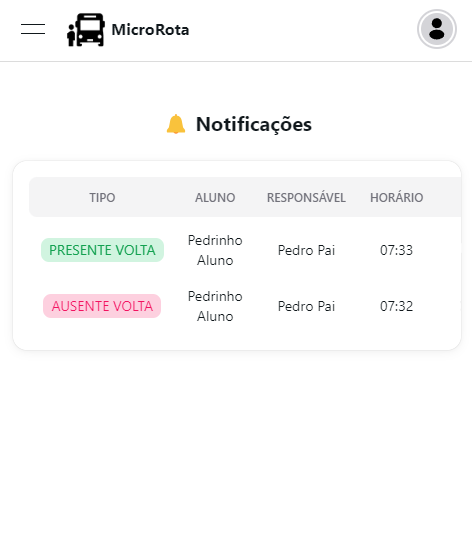 MicroRota
Notificações
TIPO ALUNO RESPONSÁVEL HORÁRIO
PRESENTE VOLTA Pedrinho Aluno Pedro Pai 07:33
AUSENTE VOLTA Pedrinho Aluno Pedro Pai 07:32